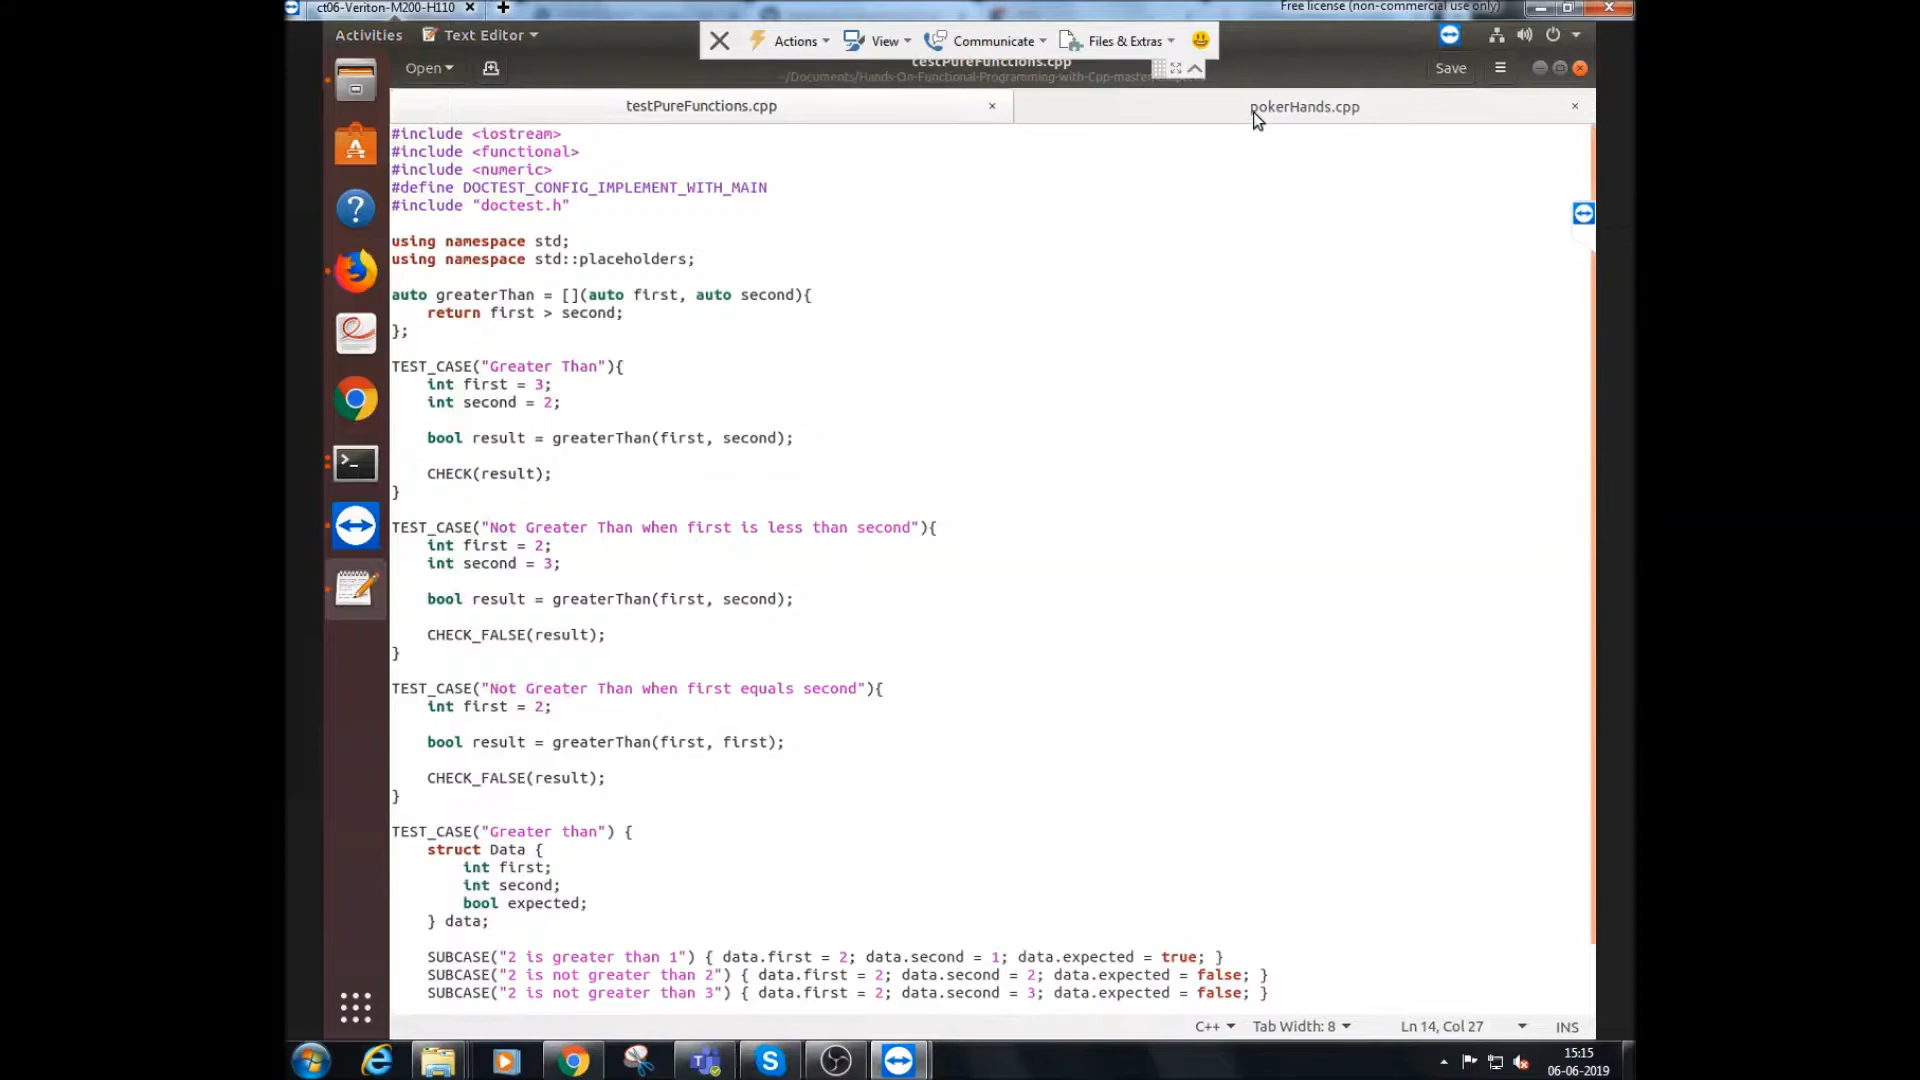 ct06-Veriton-M200-H110
Free license (non-commercial use only)
Activities
Text Editor
Actions
View
Communicate
Files & Extras
Open
testPureFunctions.cpp
~/Documents/Hands-On-Functional-Programming-with-Cpp-master/
Save
testPureFunctions.cpp
pokerHands.cpp
#include <iostream>
#include <functional>
#include <numeric>
#define DOCTEST_CONFIG_IMPLEMENT_WITH_MAIN
#include "doctest.h"
using namespace std;
using namespace std::placeholders;
auto greaterThan = [](auto first, auto second){
return first > second;
};
TEST_CASE("Greater Than"){
int first = 3;
int second = 2;
bool result = greaterThan(first, second);
CHECK(result);
}
TEST_CASE("Not Greater Than when first is less than second"){
int first = 2;
int second = 3;
bool result = greaterThan(first, second);
CHECK_FALSE(result);
}
TEST_CASE("Not Greater Than when first equals second"){
int first = 2;
bool result = greaterThan(first, first);
CHECK_FALSE(result);
}
TEST_CASE("Greater than") {
struct Data {
int first;
int second;
bool expected;
} data;
SUBCASE("2 is greater than 1") { data.first = 2; data.second = 1; data.expected = true; }
SUBCASE("2 is not greater than 2") { data.first = 2; data.second = 2; data.expected = false; }
SUBCASE("2 is not greater than 3") { data.first = 2; data.second = 3; data.expected = false; }
C++
Tab Width: 8
Ln 14, Col 27
INS
15:15
06-06-2019